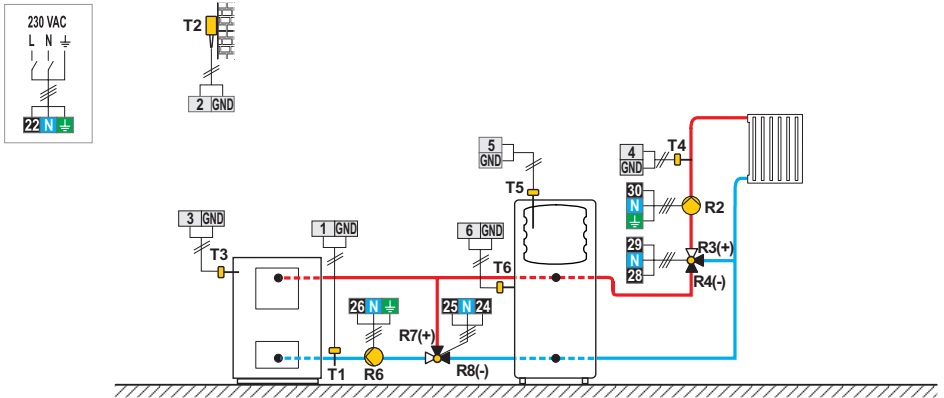 230 VAC
L N
22 N
T2
2 GND
5
GND
T5
4
GND
T4
30
N
R2
29
N
28
R3(+)
R4(-)
3 GND
T3
1 GND
6 GND
T6
26 N
25 N 24
R7(+)
R8(-)
T1
R6